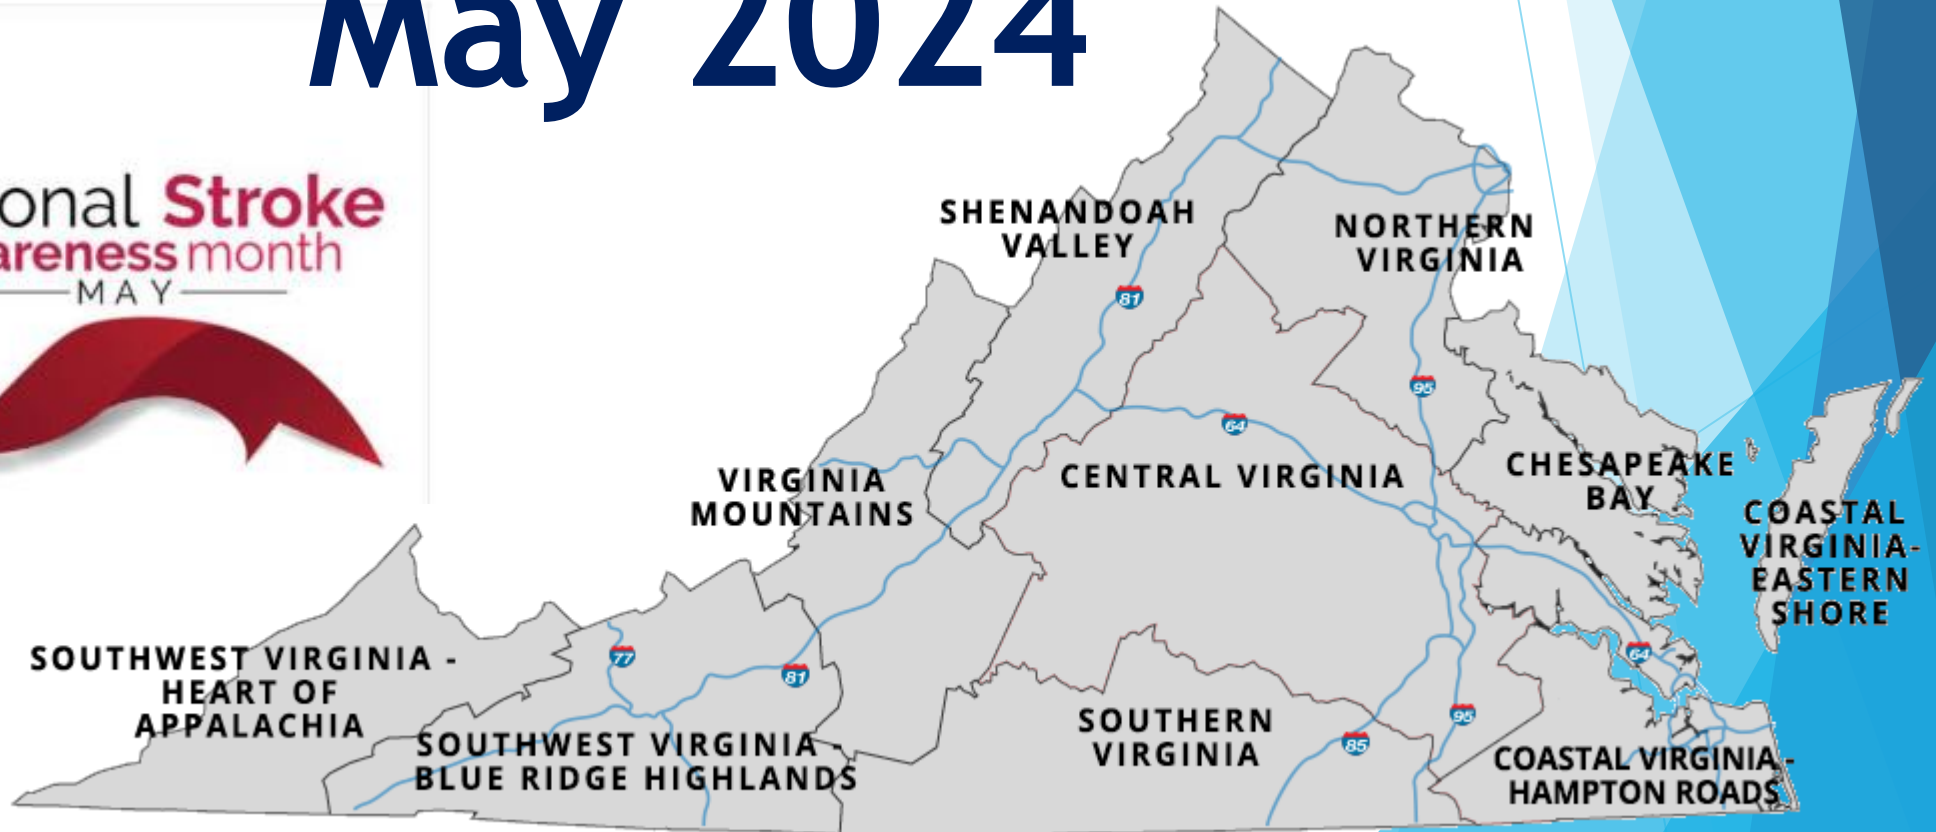 May 2024
onal Stroke
areness month
MAY
SHENANDOAH
VALLEY
NORTHERN
VIRGINIA
81
95
64
VIRGINIA
MOUNTAINS
CENTRAL VIRGINIA
CHESAPEAKE
BAY
COASTAL
VIRGINIA-
EASTERN
SHORE
SOUTHWEST VIRGINIA -
HEART OF
APPALACHIA
77
81
64
SOUTHWEST VIRGINIA -
BLUE RIDGE HIGHLANDS
SOUTHERN
VIRGINIA
95
85
COASTAL VIRGINIA -
HAMPTON ROADS